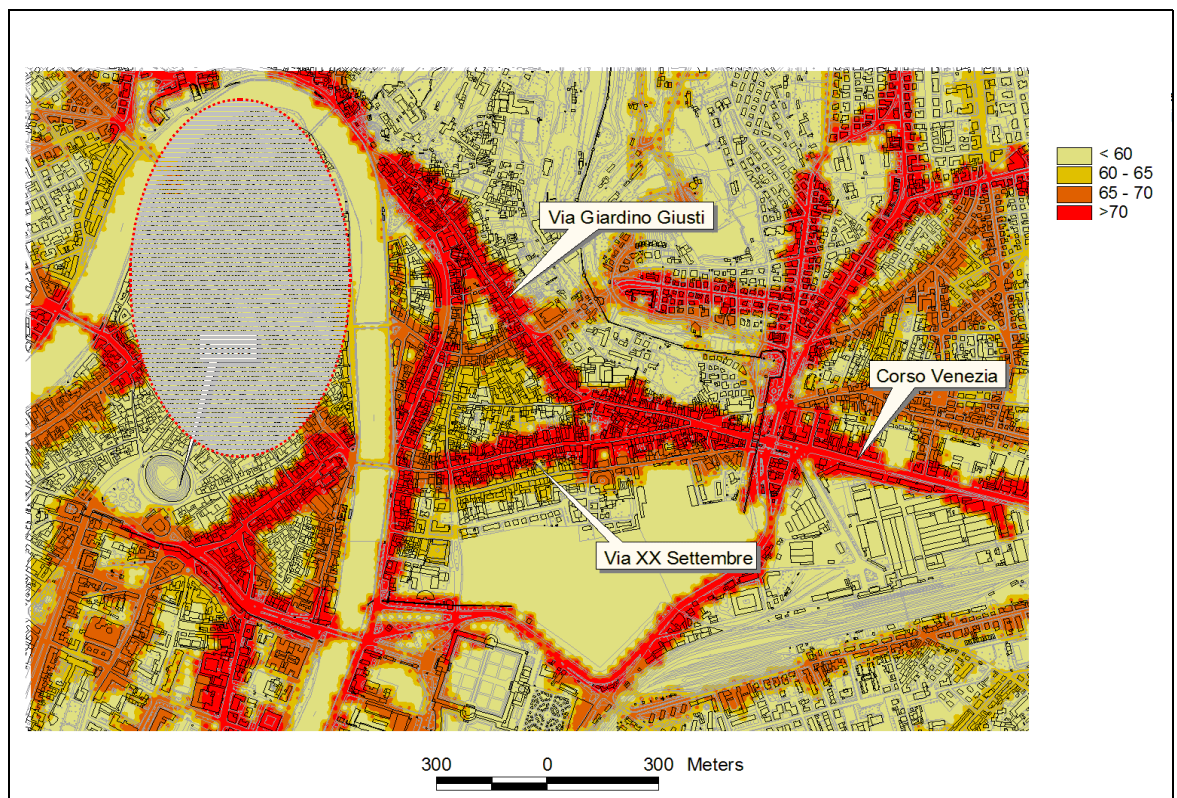 < 60
60 - 65
65 - 70
>70
Via Giardino Giusti
Corso Venezia
Via XX Settembre
300 0 300 Meters